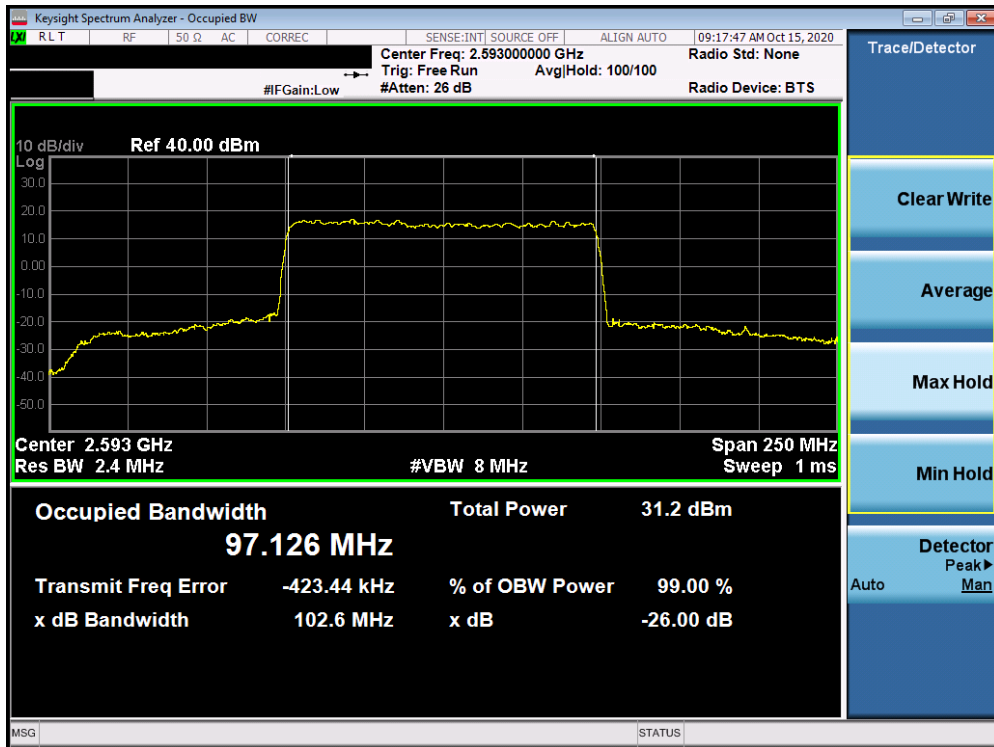 Keysight Spectrum Analyzer - Occupied BW
LXI RLT RF 50 Ω AC CORREC SENSE:INT SOURCE OFF ALIGN AUTO 09:17:47 AM Oct 15, 2020
Center Freq: 2.593000000 GHz Radio Std: None
Trig: Free Run Avg|Hold: 100/100
#IFGain:Low #Atten: 26 dB Radio Device: BTS
10 dB/div Ref 40.00 dBm
Log
30.0
20.0
10.0
0.00
-10.0
-20.0
-30.0
-40.0
-50.0
Center 2.593 GHz Span 250 MHz
Res BW 2.4 MHz #VBW 8 MHz Sweep 1 ms
Occupied Bandwidth Total Power 31.2 dBm
97.126 MHz
Transmit Freq Error -423.44 kHz % of OBW Power 99.00 %
x dB Bandwidth 102.6 MHz x dB -26.00 dB
MSG STATUS
Trace/Detector
Clear Write
Average
Max Hold
Min Hold
Detector
Peak▶
Auto Man